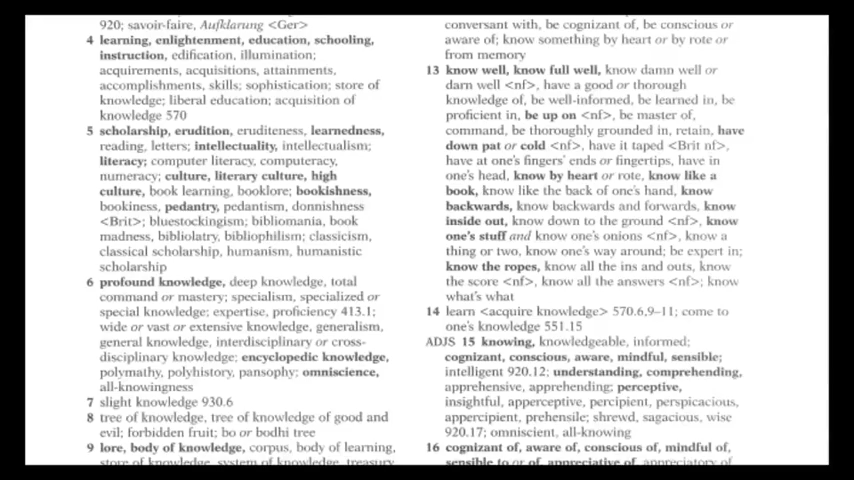 920; savoir-faire, Aufklarung <Ger>
4 learning, enlightenment, education, schooling,
instruction, edification, illumination;
acquirements, acquisitions, attainments,
accomplishments, skills; sophistication; store of
knowledge; liberal education; acquisition of
knowledge 570
5 scholarship, erudition, eruditeness, learnedness,
reading, letters; intellectuality, intellectualism;
literacy; computer literacy, computeracy,
numeracy; culture, literary culture, high
culture, book learning, booklore; bookishness,
bookiness, pedantry, pedantism, donnishness
<Brit>; bluestockingism; bibliomania, book
madness, bibliolatry, bibliophilism; classicism,
classical scholarship, humanism, humanistic
scholarship
6 profound knowledge, deep knowledge, total
command or mastery; specialism, specialized or
special knowledge; expertise, proficiency 413.1;
wide or vast or extensive knowledge, generalism,
general knowledge, interdisciplinary or cross-
disciplinary knowledge; encyclopedic knowledge,
polymathy, polyhistory, pansophy; omniscience,
all-knowingness
7 slight knowledge 930.6
8 tree of knowledge, tree of knowledge of good and
evil; forbidden fruit; bo or bodhi tree
9 lore, body of knowledge, corpus, body of learning,
store of knowledge, system of knowledge, treasury
conversant with, be cognizant of, be conscious or
aware of; know something by heart or by rote or
from memory
13 know well, know full well, know damn well or
darn well <nf>, have a good or thorough
knowledge of, be well-informed, be learned in, be
proficient in, be up on <nf>, be master of,
command, be thoroughly grounded in, retain, have
down pat or cold <nf>, have it taped <Brit nf>,
have at one's fingers' ends or fingertips, have in
one's head, know by heart or rote, know like a
book, know like the back of one's hand, know
backwards, know backwards and forwards, know
inside out, know down to the ground <nf>, know
one's stuff and know one's onions <nf>, know a
thing or two, know one's way around; be expert in;
know the ropes, know all the ins and outs, know
the score <nf>, know all the answers <nf>; know
what's what
14 learn <acquire knowledge> 570.6,9–11; come to
one's knowledge 551.15
ADJS 15 knowing, knowledgeable, informed;
cognizant, conscious, aware, mindful, sensible;
intelligent 920.12; understanding, comprehending,
apprehensive, apprehending; perceptive,
insightful, apperceptive, percipient, perspicacious,
appercipient, prehensile; shrewd, sagacious, wise
920.17; omniscient, all-knowing
16 cognizant of, aware of, conscious of, mindful of,
sensible to or of, appreciative of, appreciatory of